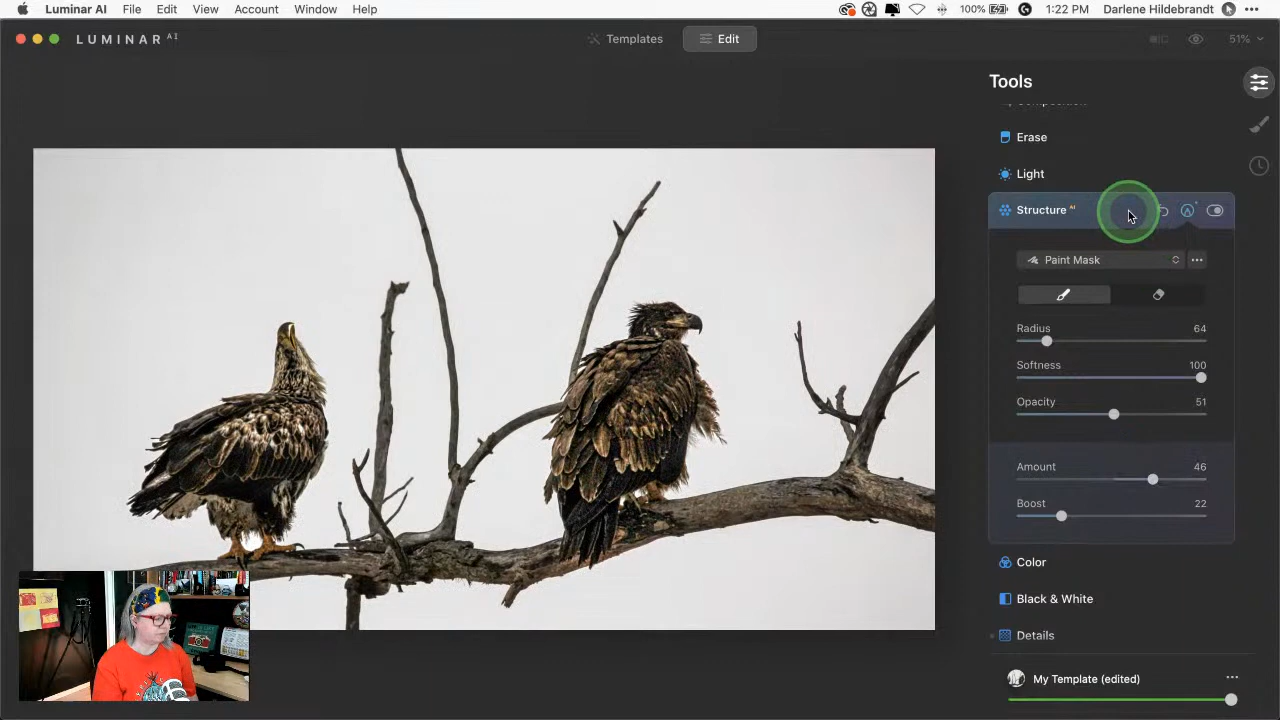 Luminar AI File Edit View Account Window Help 100% 1:22 PM Darlene Hildebrandt
LUMINAR AI Templates Edit 51%
Tools
Composition
Erase
Light
Structure AI
Paint Mask
Radius 64
Softness 100
Opacity 51
Amount 46
Boost 22
Color
Black & White
Details
My Template (edited)